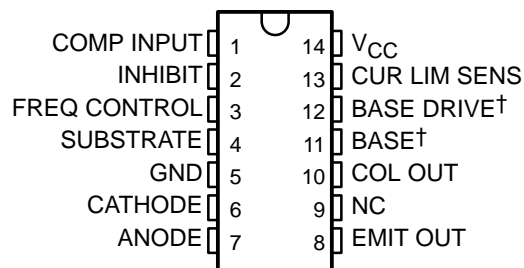 COMP INPUT 1 14 V_CC
INHIBIT 2 13 CUR LIM SENS
FREQ CONTROL 3 12 BASE DRIVE†
SUBSTRATE 4 11 BASE†
GND 5 10 COL OUT
CATHODE 6 9 NC
ANODE 7 8 EMIT OUT